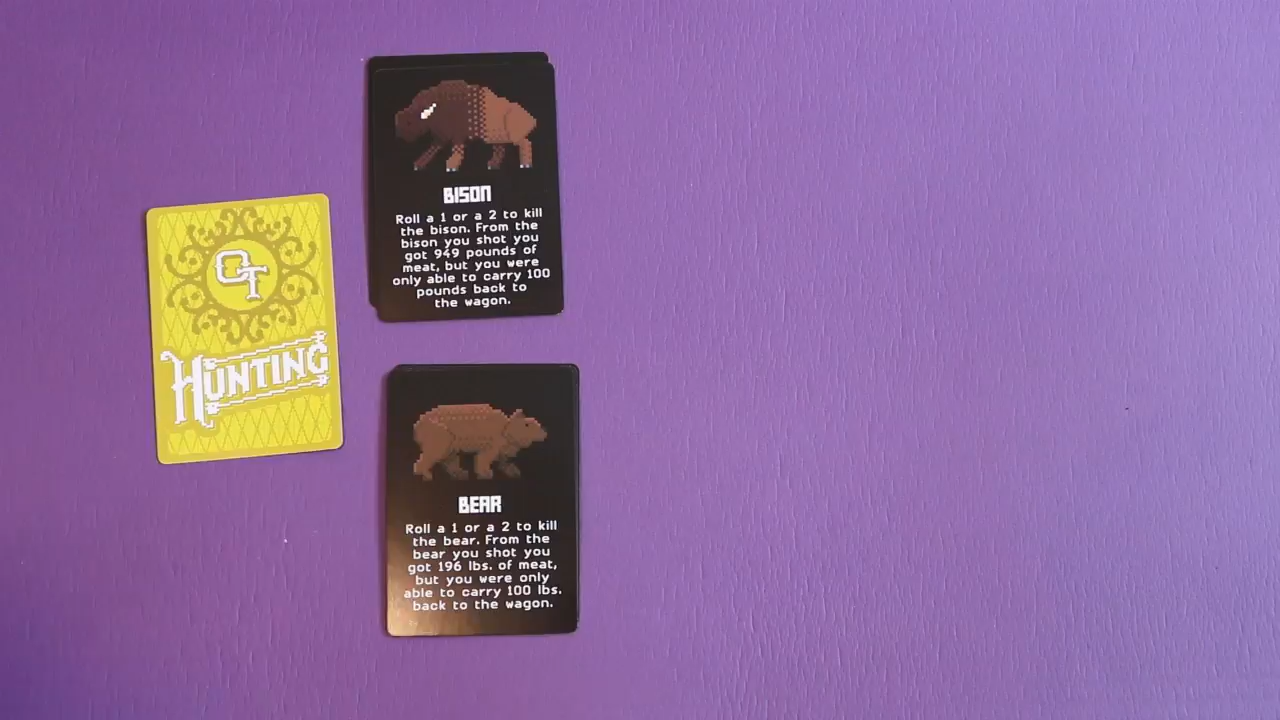 OT
HUNTING
BISON
Roll a 1 or a 2 to kill
the bison. From the
bison you shot you
got 949 pounds of
meat, but you were
only able to carry 100
pounds back to
the wagon.
BEAR
Roll a 1 or a 2 to kill
the bear. From the
bear you shot you
got 196 lbs. of meat,
but you were only
able to carry 100 lbs.
back to the wagon.